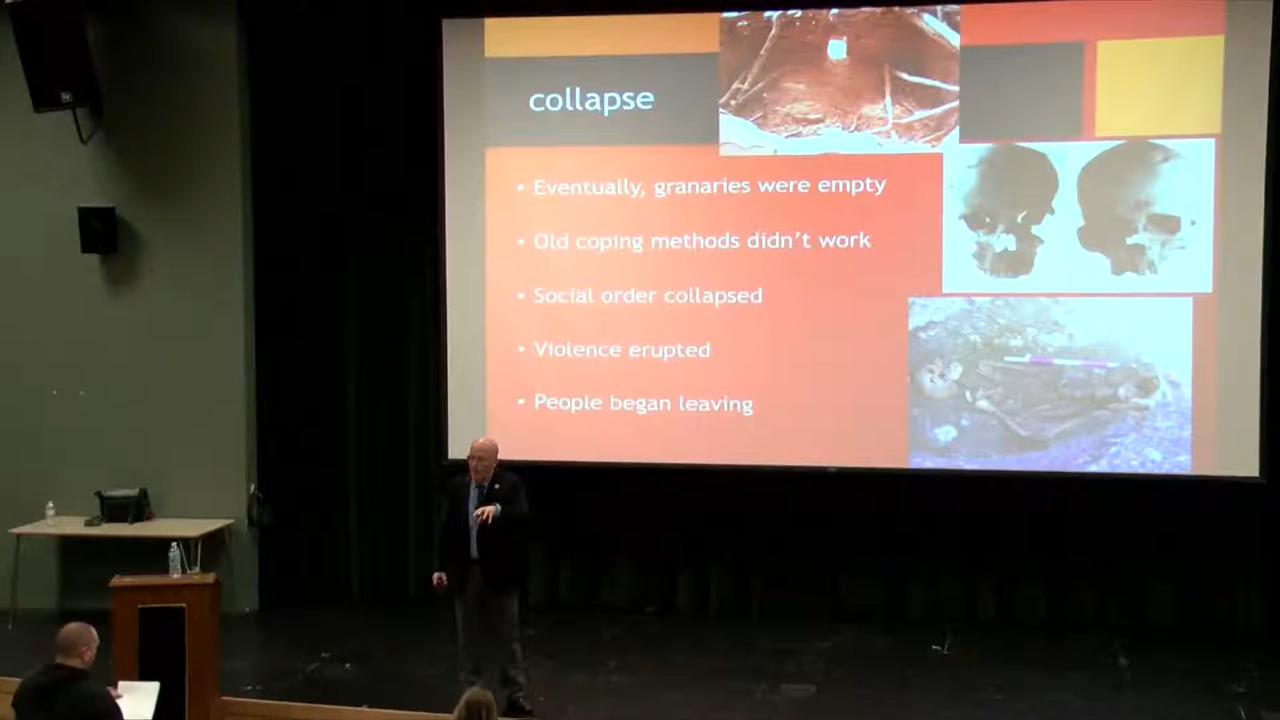 collapse
• Eventually, granaries were empty
• Old coping methods didn't work
• Social order collapsed
• Violence erupted
• People began leaving